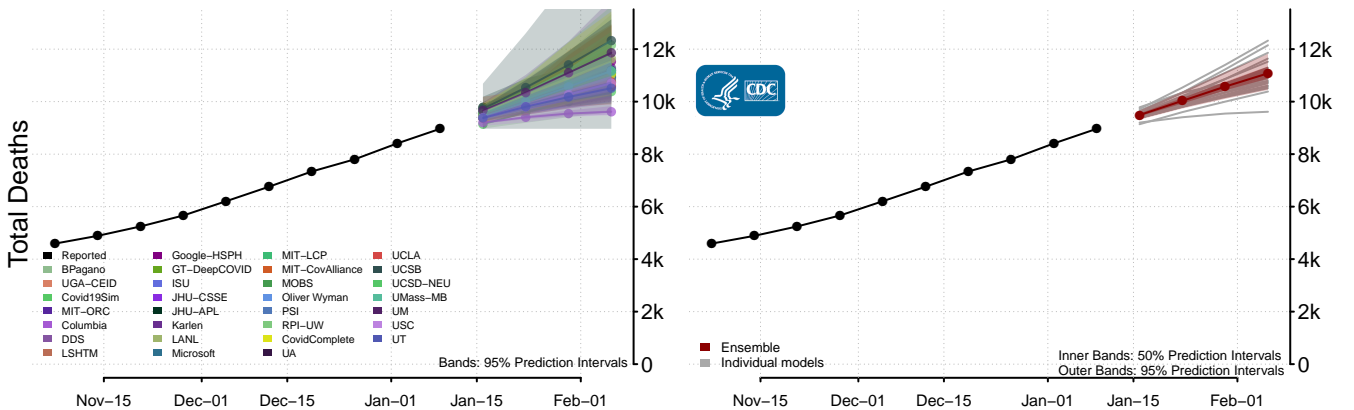 Total Deaths
12k
10k
8k
6k
4k
2k
0
Reported
BPagano
UGA−CEID
Covid19Sim
MIT−ORC
Columbia
DDS
LSHTM
Google−HSPH
GT−DeepCOVID
ISU
JHU−CSSE
JHU−APL
Karlen
LANL
Microsoft
MIT−LCP
MIT−CovAlliance
MOBS
Oliver Wyman
PSI
RPI−UW
CovidComplete
UA
UCLA
UCSB
UCSD−NEU
UMass−MB
UM
USC
UT
Bands: 95% Prediction Intervals
Nov−15
Dec−01
Dec−15
Jan−01
Jan−15
Feb−01
CDC
12k
10k
8k
6k
4k
2k
0
Ensemble
Individual models
Inner Bands: 50% Prediction Intervals
Outer Bands: 95% Prediction Intervals
Nov−15
Dec−01
Dec−15
Jan−01
Jan−15
Feb−01